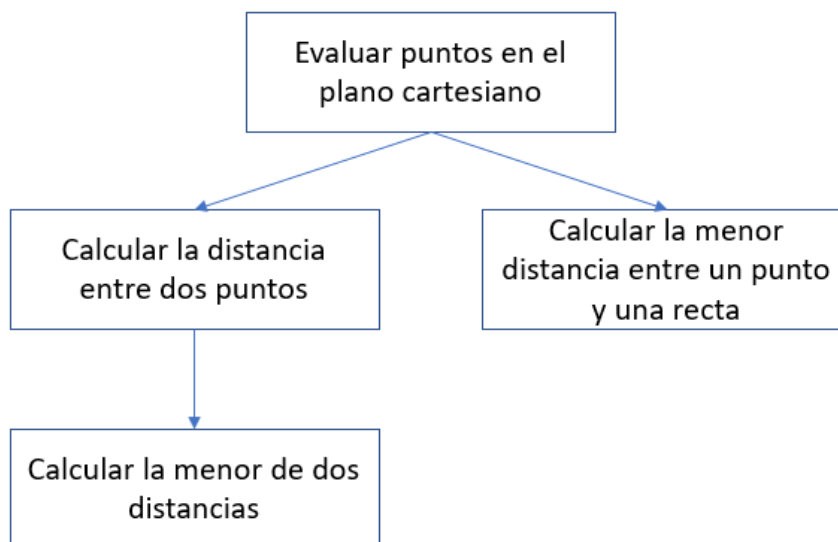 Evaluar puntos en el
plano cartesiano
Calcular la distancia
entre dos puntos
Calcular la menor
distancia entre un punto
y una recta
Calcular la menor de dos
distancias